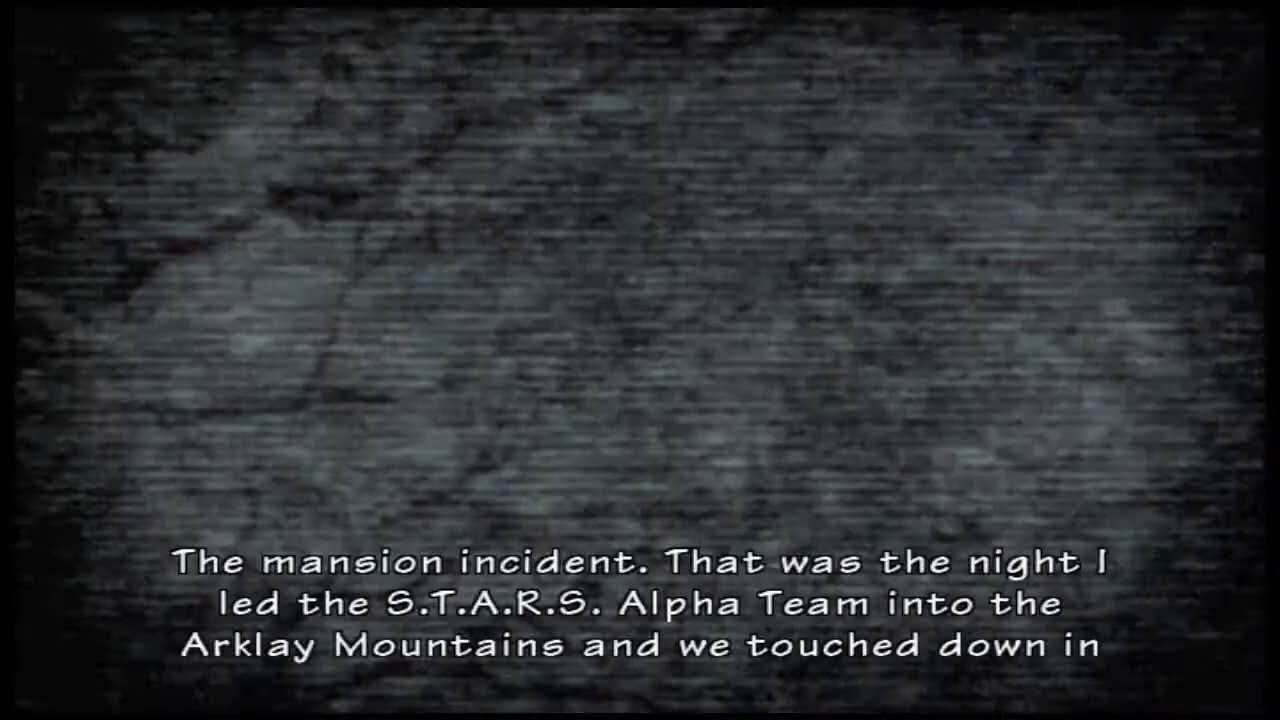 The mansion incident. That was the night I
led the S.T.A.R.S. Alpha Team into the
Arklay Mountains and we touched down in